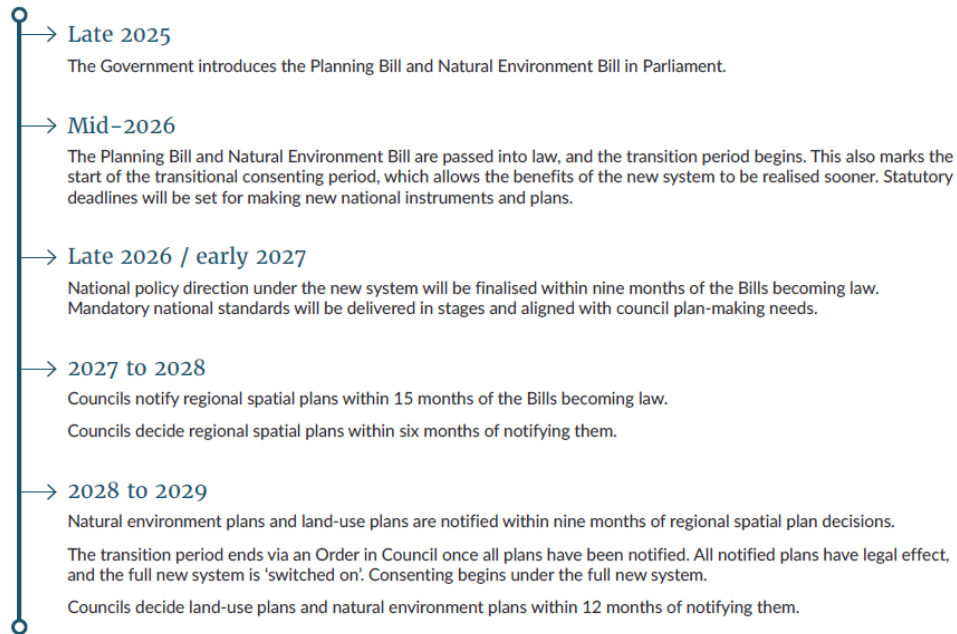 Late 2025
The Government introduces the Planning Bill and Natural Environment Bill in Parliament.
Mid-2026
The Planning Bill and Natural Environment Bill are passed into law, and the transition period begins. This also marks the
start of the transitional consenting period, which allows the benefits of the new system to be realised sooner. Statutory
deadlines will be set for making new national instruments and plans.
Late 2026 / early 2027
National policy direction under the new system will be finalised within nine months of the Bills becoming law.
Mandatory national standards will be delivered in stages and aligned with council plan-making needs.
2027 to 2028
Councils notify regional spatial plans within 15 months of the Bills becoming law.
Councils decide regional spatial plans within six months of notifying them.
2028 to 2029
Natural environment plans and land-use plans are notified within nine months of regional spatial plan decisions.
The transition period ends via an Order in Council once all plans have been notified. All notified plans have legal effect,
and the full new system is ‘switched on’. Consenting begins under the full new system.
Councils decide land-use plans and natural environment plans within 12 months of notifying them.